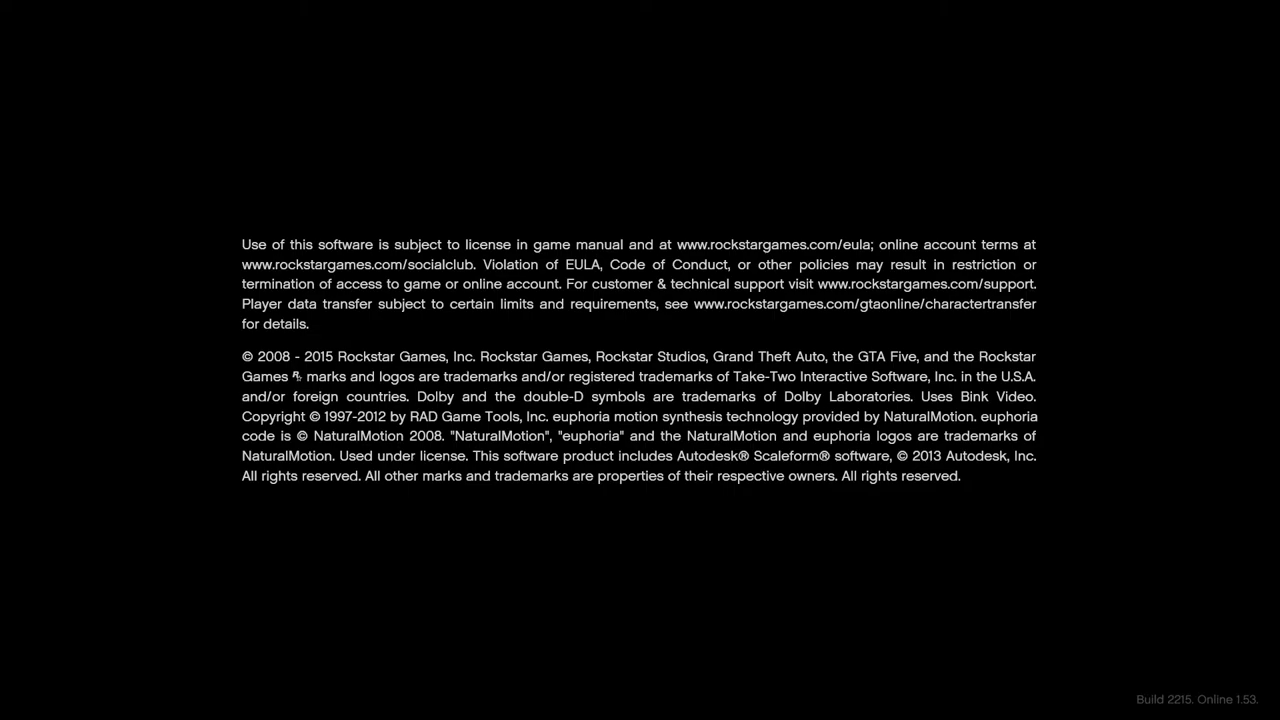 Use of this software is subject to license in game manual and at www.rockstargames.com/eula; online account terms at
www.rockstargames.com/socialclub. Violation of EULA, Code of Conduct, or other policies may result in restriction or
termination of access to game or online account. For customer & technical support visit www.rockstargames.com/support.
Player data transfer subject to certain limits and requirements, see www.rockstargames.com/gtaonline/charactertransfer
for details.
© 2008 - 2015 Rockstar Games, Inc. Rockstar Games, Rockstar Studios, Grand Theft Auto, the GTA Five, and the Rockstar
Games R* marks and logos are trademarks and/or registered trademarks of Take-Two Interactive Software, Inc. in the U.S.A.
and/or foreign countries. Dolby and the double-D symbols are trademarks of Dolby Laboratories. Uses Bink Video.
Copyright © 1997-2012 by RAD Game Tools, Inc. euphoria motion synthesis technology provided by NaturalMotion. euphoria
code is © NaturalMotion 2008. "NaturalMotion", "euphoria" and the NaturalMotion and euphoria logos are trademarks of
NaturalMotion. Used under license. This software product includes Autodesk® Scaleform® software, © 2013 Autodesk, Inc.
All rights reserved. All other marks and trademarks are properties of their respective owners. All rights reserved.
Build 2215. Online 1.53.